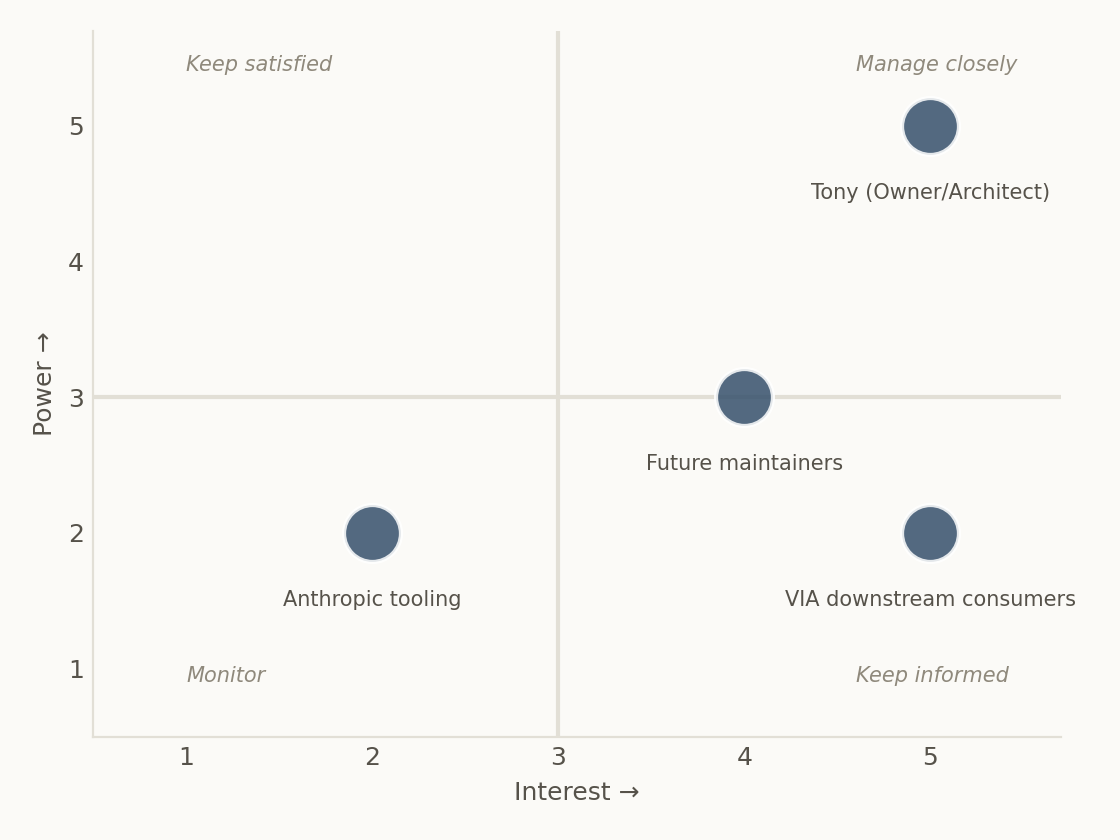 Keep satisfied
Manage closely
5
Tony (Owner/Architect)
4
Power →
3
Future maintainers
2
Anthropic tooling
VIA downstream consumers
1
Monitor
Keep informed
1
2
3
4
5
Interest →